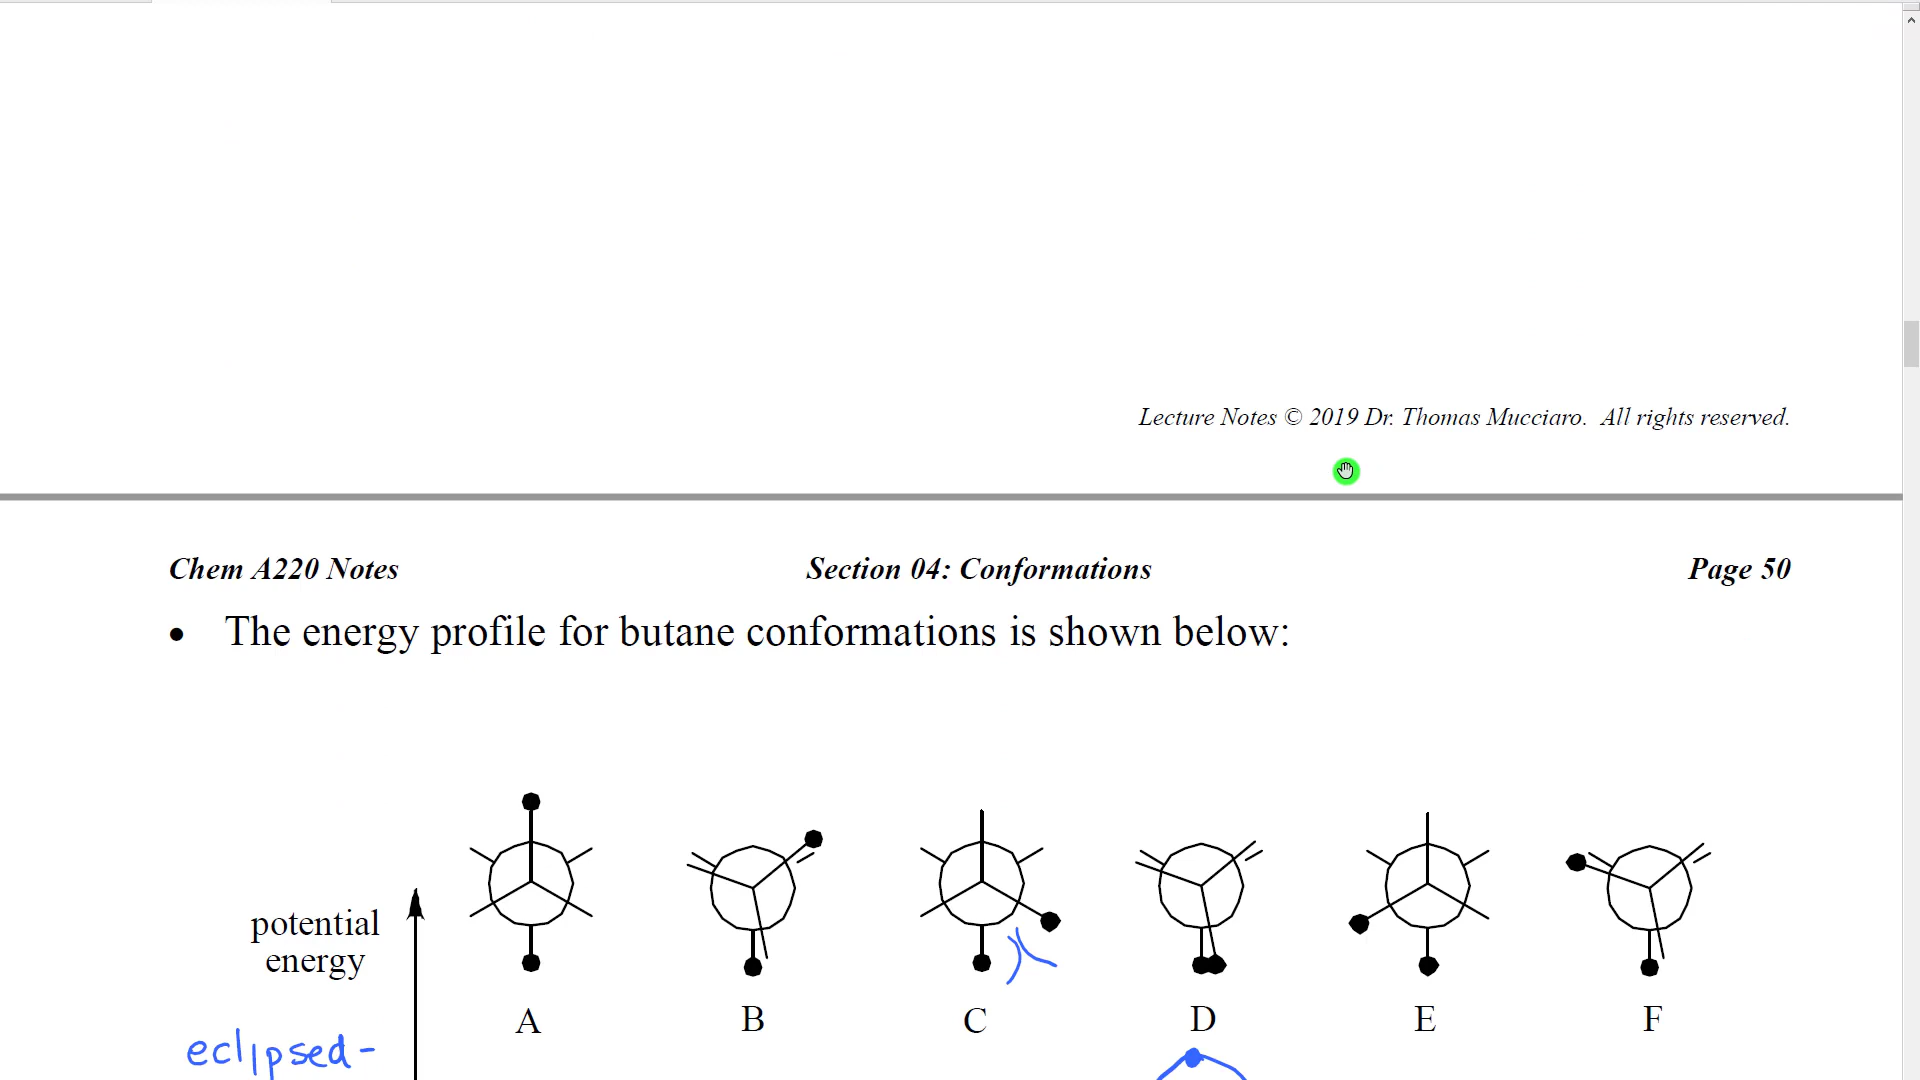 Lecture Notes © 2019 Dr. Thomas Mucciaro.  All rights reserved.
Chem A220 Notes Section 04: Conformations Page 50
• The energy profile for butane conformations is shown below:
potential
energy
A B C D E F
eclipsed-